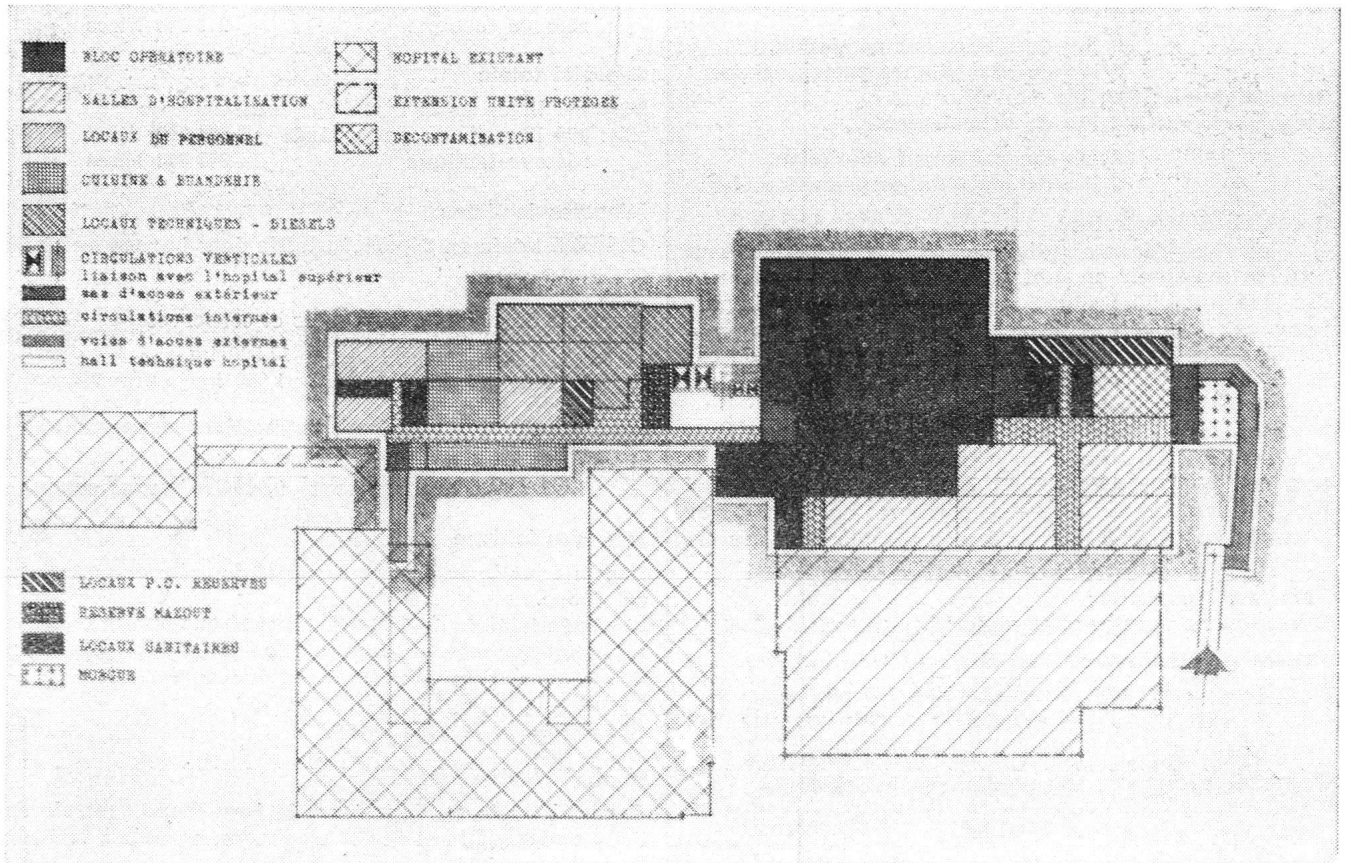 BLOC OPERATOIRE
SALLES D'HOSPITALISATION
LOCAUX DU PERSONNEL
CUISINE & BUANDERIE
LOCAUX TECHNIQUES - DIESELS
CIRCULATIONS VERTICALES
liaison avec l'hopital supérieur
sas d'acces extérieur
circulations internes
voies d'acces externes
hall technique hopital
HOPITAL EXISTANT
EXTENSION UNITE PROTEGEE
DECONTAMINATION
LOCAUX P.C. RESERVES
RESERVE MAZOUT
LOCAUX SANITAIRES
MORGUE